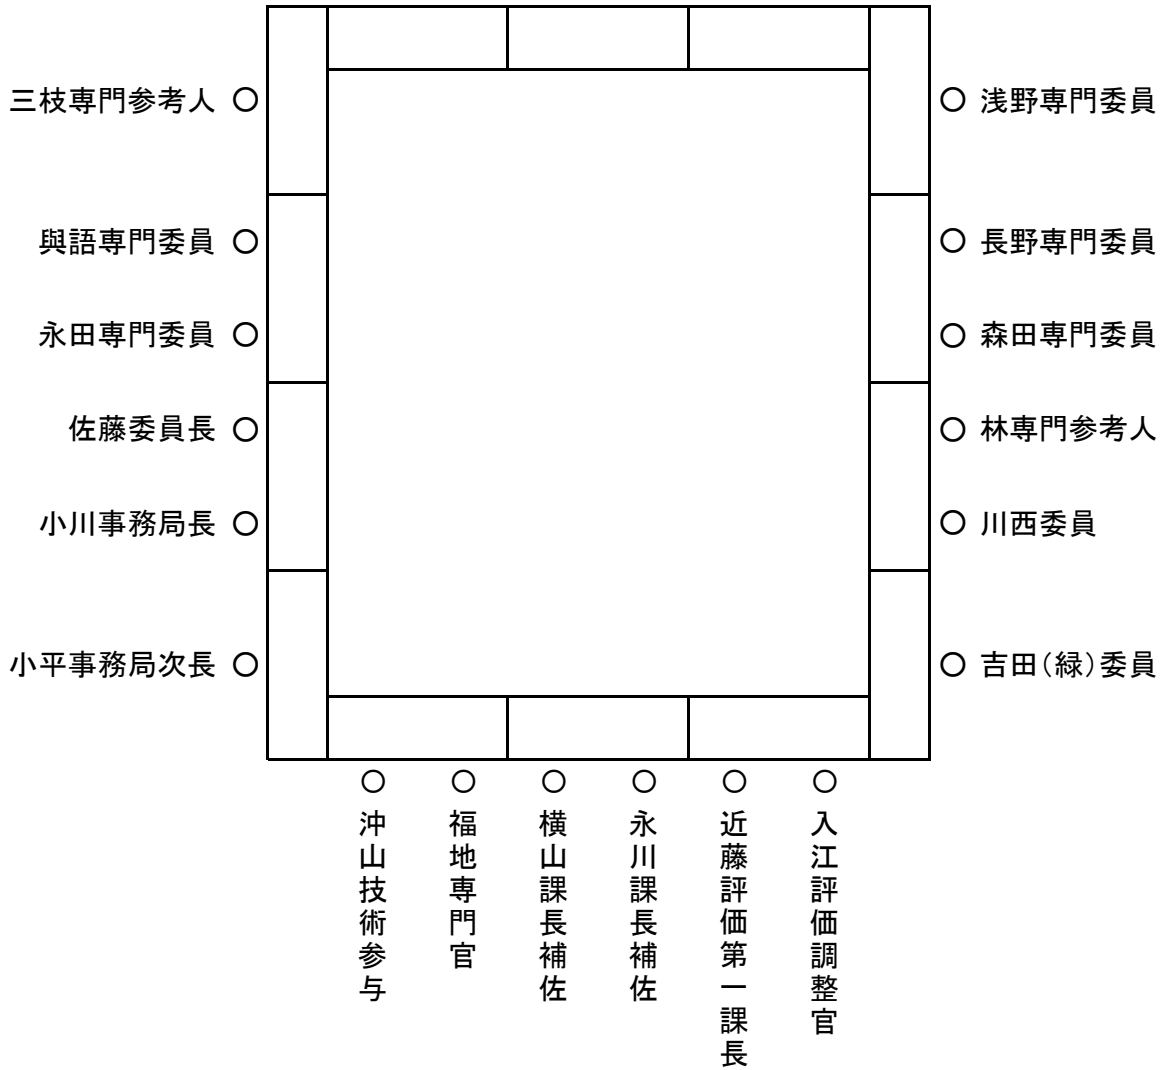 三枝専門参考人 ○
與語専門委員 ○
永田専門委員 ○
佐藤委員長 ○
小川事務局長 ○
小平事務局次長 ○
○ 浅野専門委員
○ 長野専門委員
○ 森田専門委員
○ 林専門参考人
○ 川西委員
○ 吉田(緑)委員
○ 沖山技術参与
○ 福地専門官
○ 横山課長補佐
○ 永川課長補佐
○ 近藤評価第一課長
○ 入江評価調整官